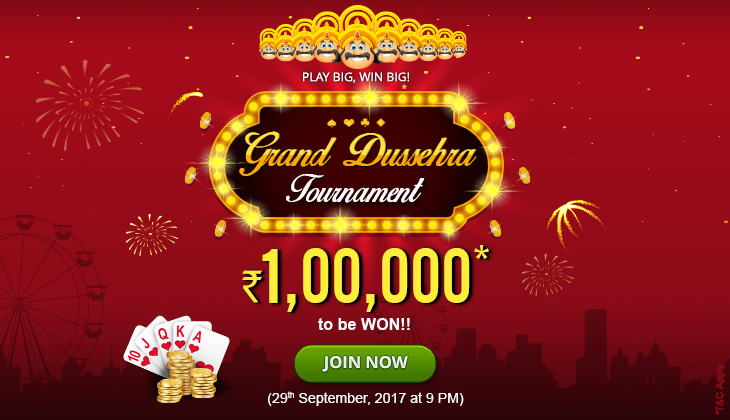 PLAY BIG, WIN BIG!
Grand Dussehra
Tournament
₹1,00,000*
to be WON!!
10 J Q K A
JOIN NOW
(29th September, 2017 at 9 PM)
*T&C Apply